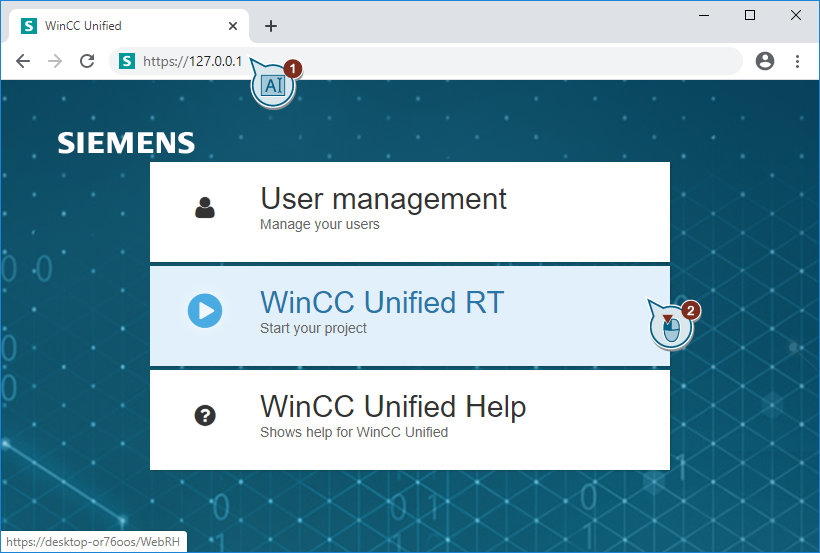 WinCC Unified
S https://127.0.0.1
AI 1
SIEMENS
User management
Manage your users
WinCC Unified RT
Start your project
2
WinCC Unified Help
Shows help for WinCC Unified
https://desktop-or76oos/WebRH